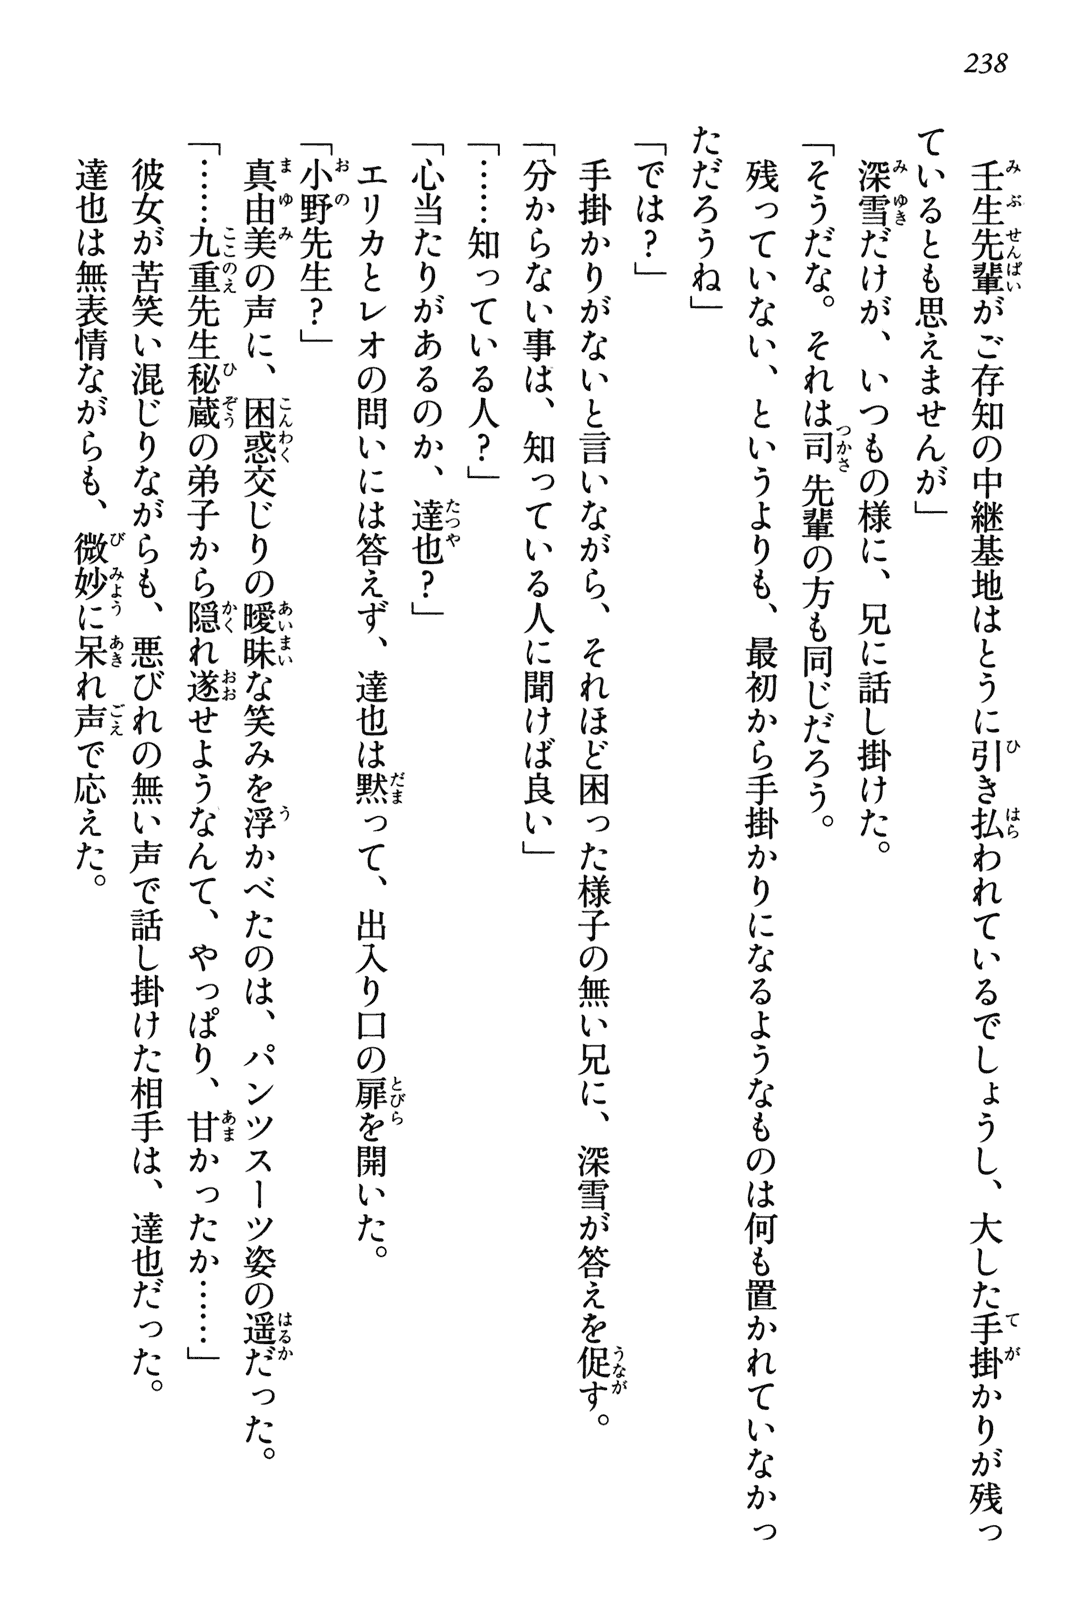 238
壬生先輩がご存知の中継基地はとうに引き払われているでしょうし、大した手掛かりが残っ
ているとも思えませんが」
深雪だけが、いつもの様に、兄に話し掛けた。
「そうだな。それは司先輩の方も同じだろう。
残っていない、というよりも、最初から手掛かりになるようなものは何も置かれていなかっ
ただろうね」
「では？」
手掛かりがないと言いながら、それほど困った様子の無い兄に、深雪が答えを促す。
「分からない事は、知っている人に聞けば良い」
「……知っている人？」
「心当たりがあるのか、達也？」
エリカとレオの問いには答えず、達也は黙って、出入り口の扉を開いた。
「小野先生？」
真由美の声に、困惑交じりの曖昧な笑みを浮かべたのは、パンツスーツ姿の遥だった。
「……九重先生秘蔵の弟子から隠れ遂せようなんて、やっぱり、甘かったか……」
彼女が苦笑い混じりながらも、悪びれの無い声で話し掛けた相手は、達也だった。
達也は無表情ながらも、微妙に呆れ声で応えた。